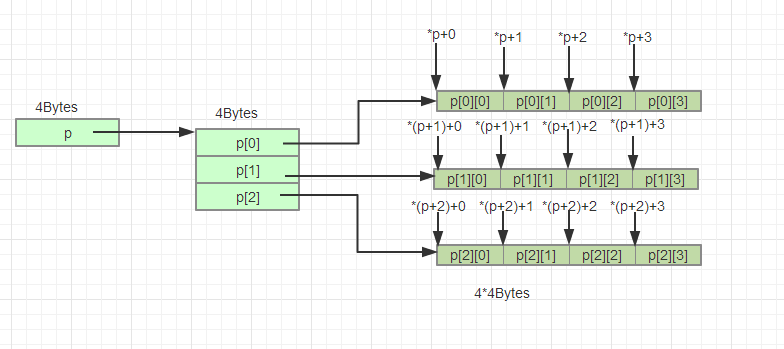 *p+0 *p+1 *p+2 *p+3
4Bytes
4Bytes
p
p[0]
p[1]
p[2]
p[0][0] p[0][1] p[0][2] p[0][3]
*(p+1)+0 *(p+1)+1 *(p+1)+2 *(p+1)+3
p[1][0] p[1][1] p[1][2] p[1][3]
*(p+2)+0 *(p+2)+1 *(p+2)+2 *(p+2)+3
p[2][0] p[2][1] p[2][2] p[2][3]
4*4Bytes